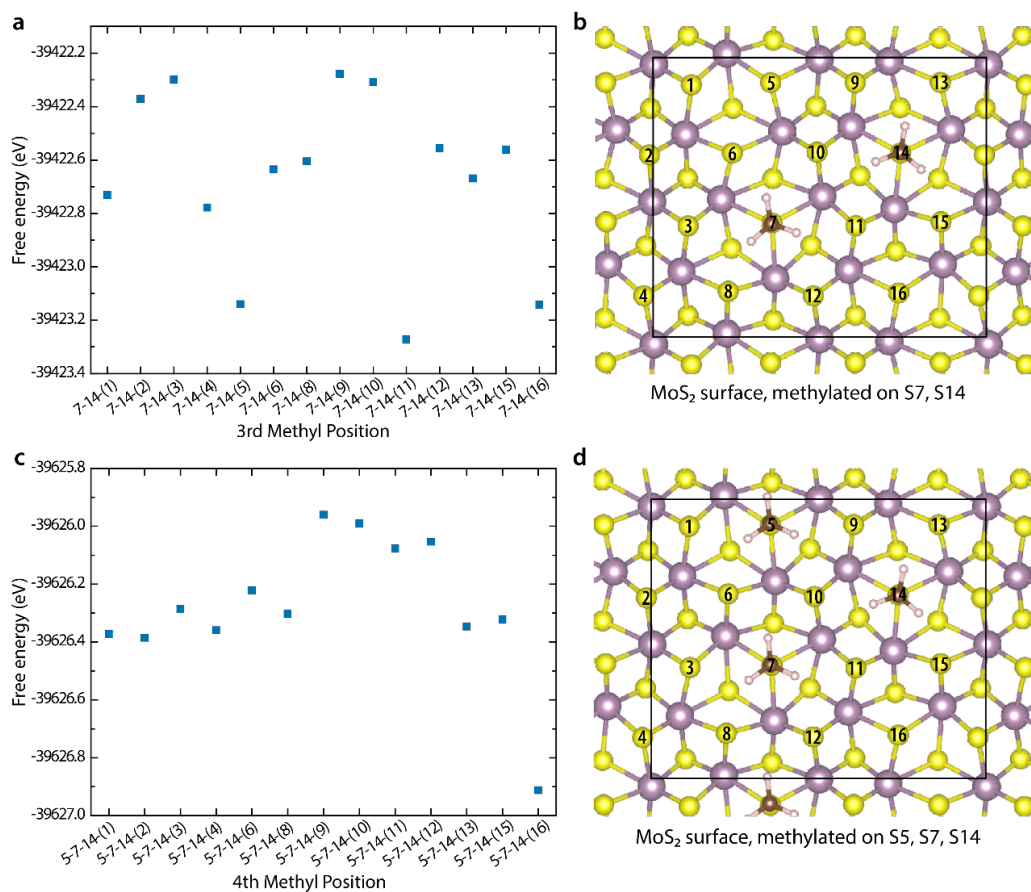 a
-39422.2
-39422.4
-39422.6
-39422.8
-39423.0
-39423.2
-39423.4
Free energy (eV)
7-14-(1)
7-14-(2)
7-14-(3)
7-14-(4)
7-14-(5)
7-14-(6)
7-14-(8)
7-14-(9)
7-14-(10)
7-14-(11)
7-14-(12)
7-14-(13)
7-14-(15)
7-14-(16)
3rd Methyl Position
b
1 5 9 13
2 6 10 14
3 7 11 15
4 8 12 16
MoS₂ surface, methylated on S7, S14
c
-39625.8
-39626.0
-39626.2
-39626.4
-39626.6
-39626.8
-39627.0
Free energy (eV)
5-7-14-(1)
5-7-14-(2)
5-7-14-(3)
5-7-14-(4)
5-7-14-(6)
5-7-14-(8)
5-7-14-(9)
5-7-14-(10)
5-7-14-(11)
5-7-14-(12)
5-7-14-(13)
5-7-14-(15)
5-7-14-(16)
4th Methyl Position
d
1 5 9 13
2 6 10 14
3 7 11 15
4 8 12 16
MoS₂ surface, methylated on S5, S7, S14